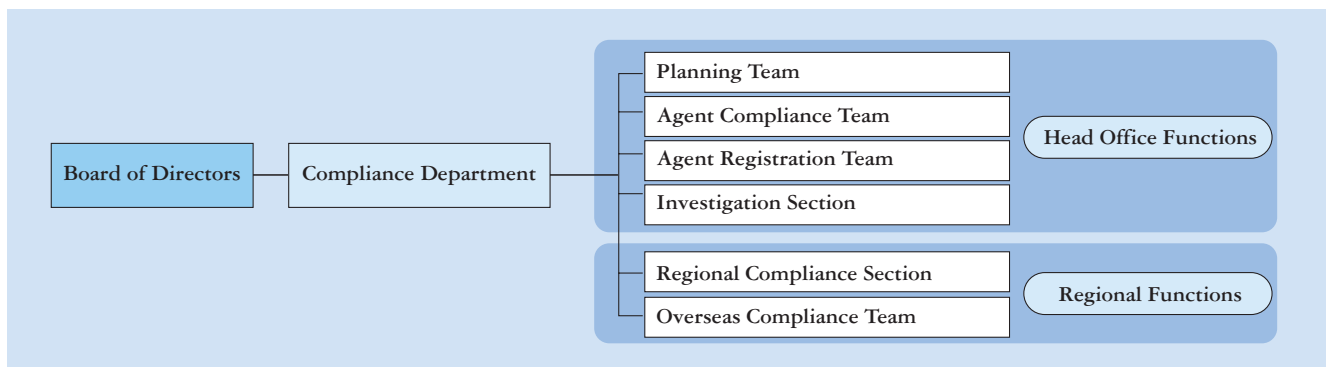 Board of Directors
Compliance Department
Planning Team
Agent Compliance Team
Agent Registration Team
Investigation Section
Head Office Functions
Regional Compliance Section
Overseas Compliance Team
Regional Functions